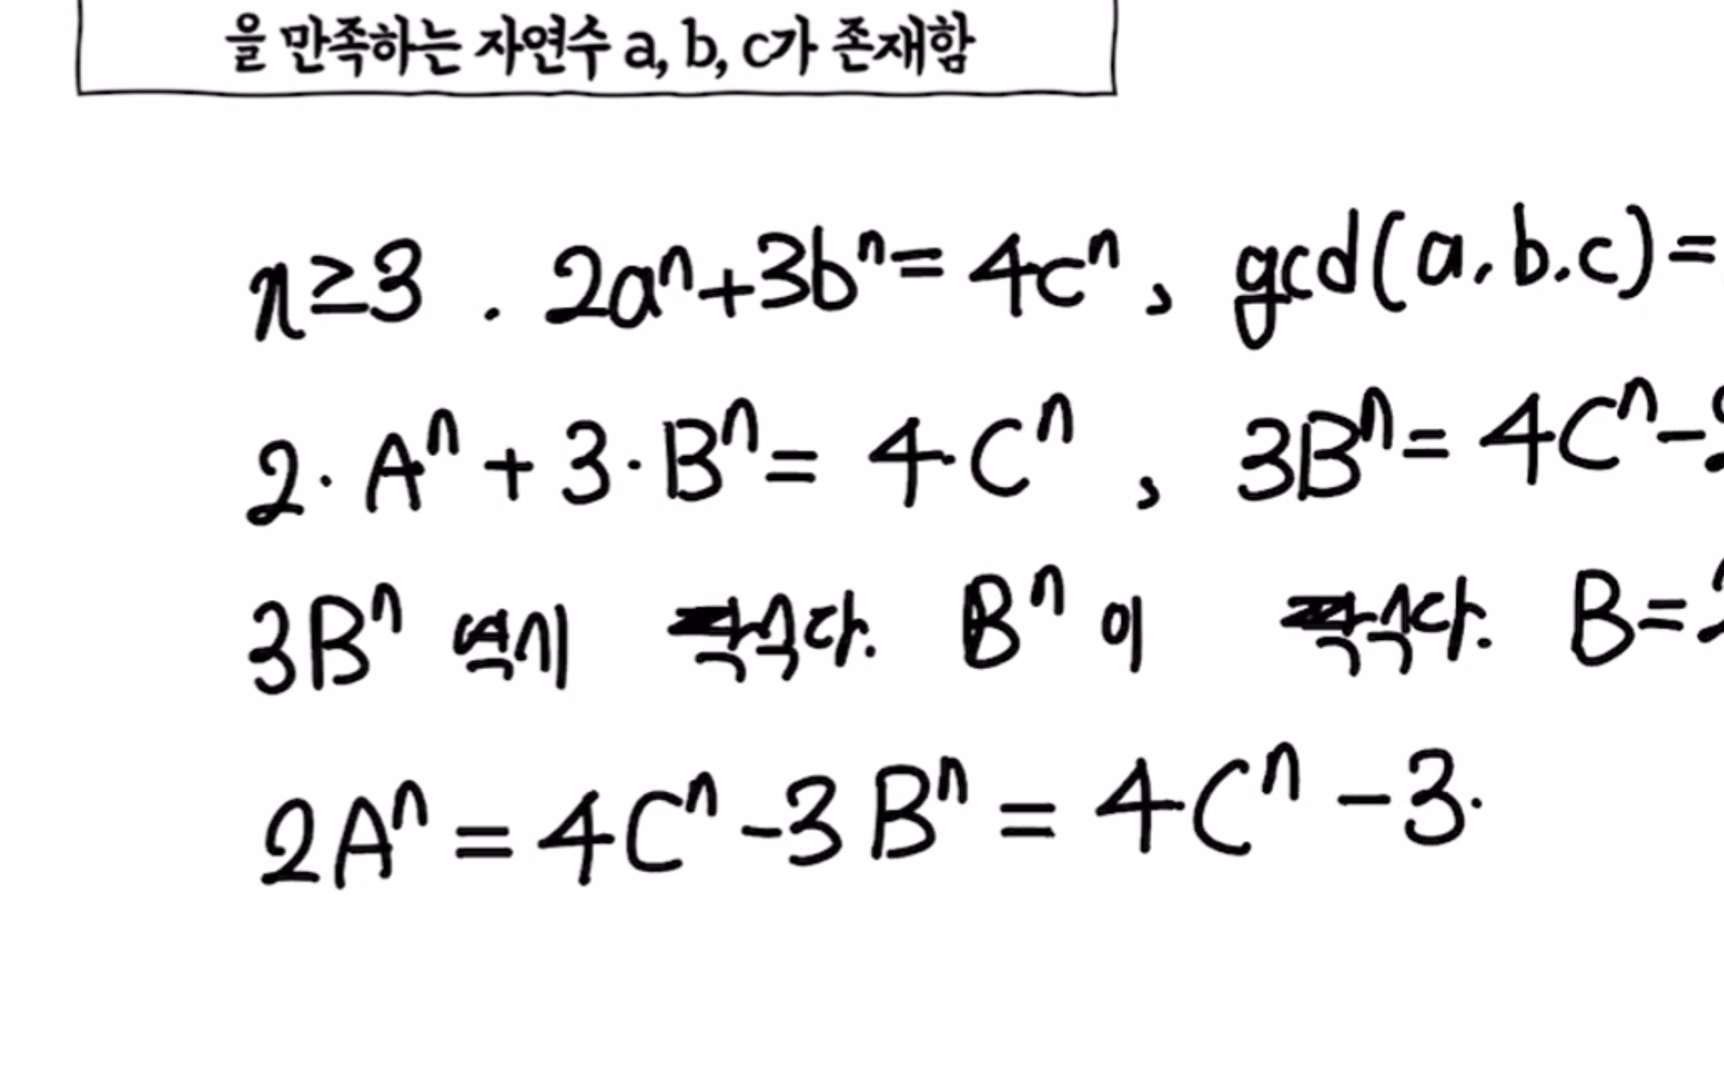 을 만족하는 자연수 a, b, c가 존재함
n≥3 . 2aⁿ+3bⁿ=4cⁿ, gcd(a,b,c)=
2·Aⁿ+3·Bⁿ=4·Cⁿ, 3Bⁿ=4Cⁿ-
3Bⁿ 역시 짝수다. Bⁿ이 짝수다. B=2
2Aⁿ=4Cⁿ-3Bⁿ=4Cⁿ-3·